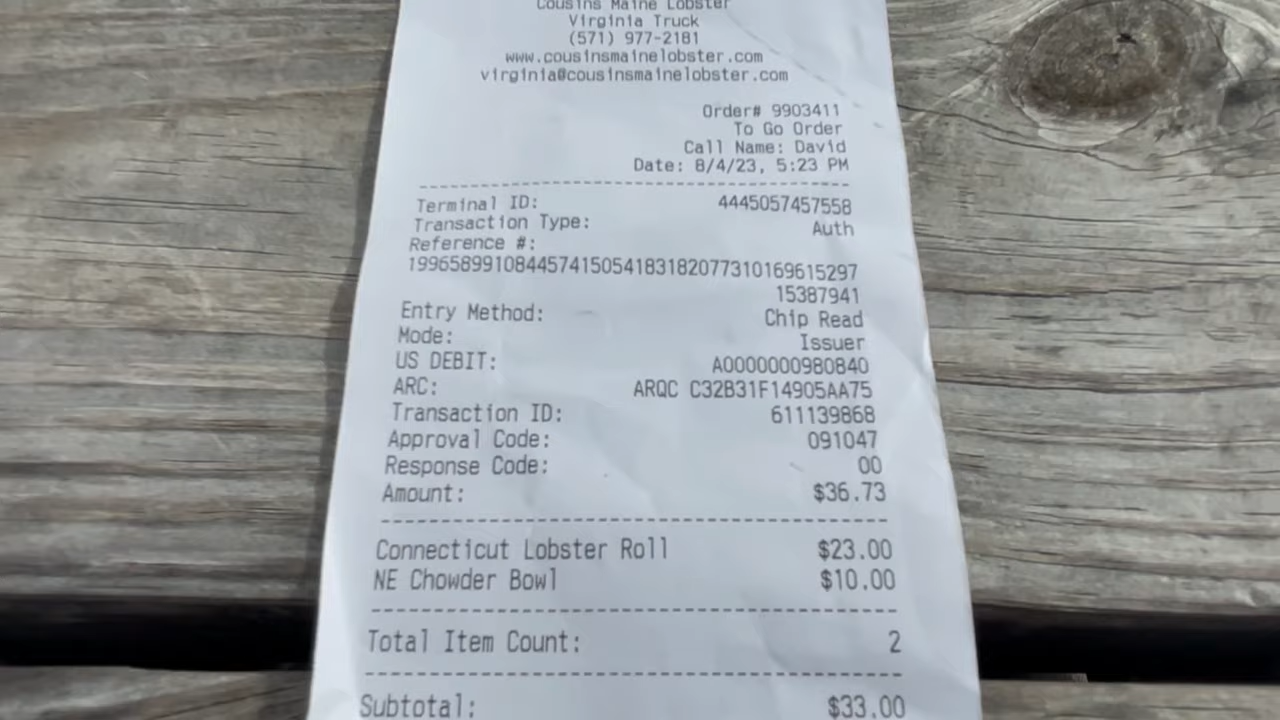 Cousins Maine Lobster
Virginia Truck
(571) 977-2181
www.cousinsmainelobster.com
virginia@cousinsmainelobster.com
Order# 9903411
To Go Order
Call Name: David
Date: 8/4/23, 5:23 PM
Terminal ID: 4445057457558
Transaction Type: Auth
Reference #:
199658991084457415054183182077310169615297
15387941
Entry Method: Chip Read
Mode: Issuer
US DEBIT: A0000000980840
ARC: ARQC C32B31F14905AA75
Transaction ID: 611139868
Approval Code: 091047
Response Code: 00
Amount: $36.73
Connecticut Lobster Roll $23.00
NE Chowder Bowl $10.00
Total Item Count: 2
Subtotal: $33.00